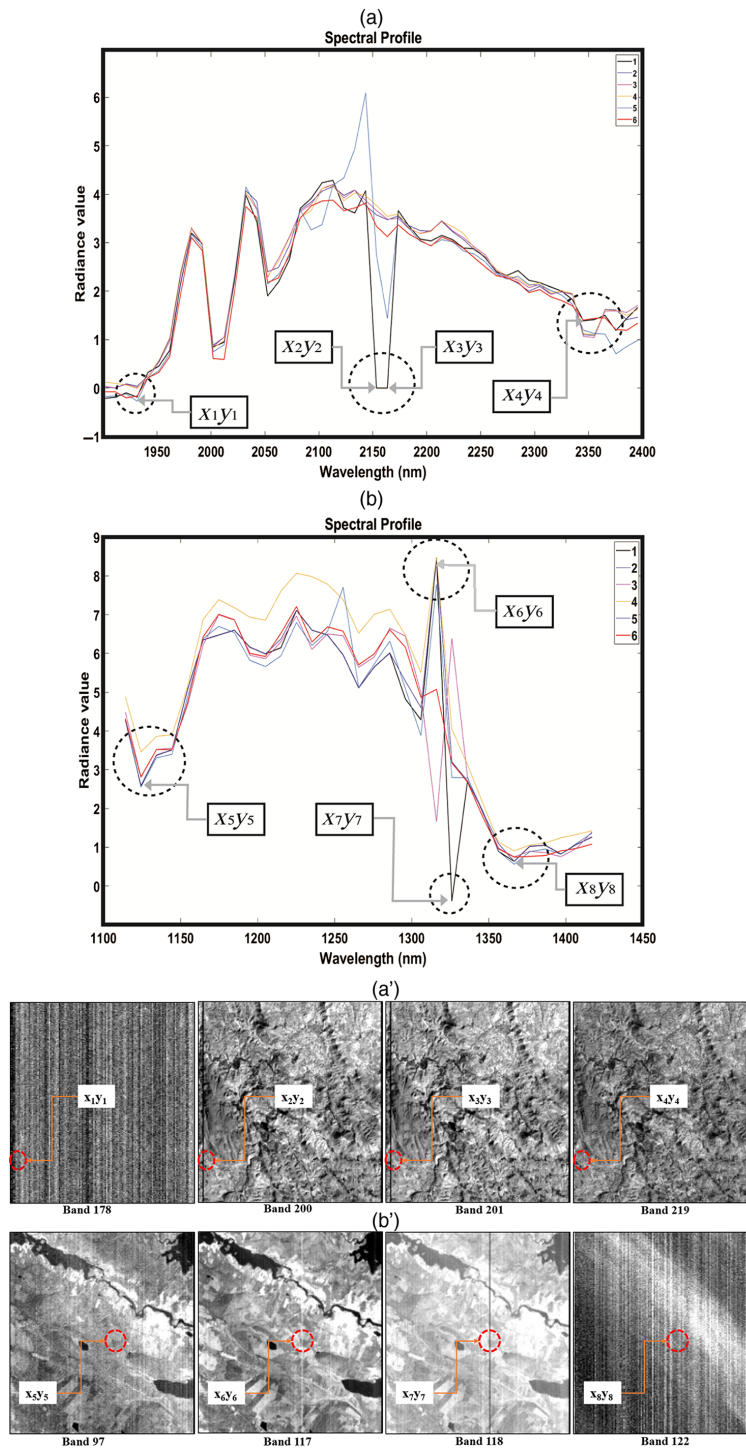 (a)
Spectral Profile
Radiance value
6
5
4
3
2
1
0
−1
1
2
3
4
5
6
x2y2
x3y3
x4y4
x1y1
1950 2000 2050 2100 2150 2200 2250 2300 2350 2400
Wavelength (nm)
(b)
Spectral Profile
Radiance value
9
8
7
6
5
4
3
2
1
0
1
2
3
4
5
6
x6y6
x5y5
x7y7
x8y8
1100 1150 1200 1250 1300 1350 1400 1450
Wavelength (nm)
(a’)
x1y1
x2y2
x3y3
x4y4
Band 178 Band 200 Band 201 Band 219
(b’)
x5y5
x6y6
x7y7
x8y8
Band 97 Band 117 Band 118 Band 122